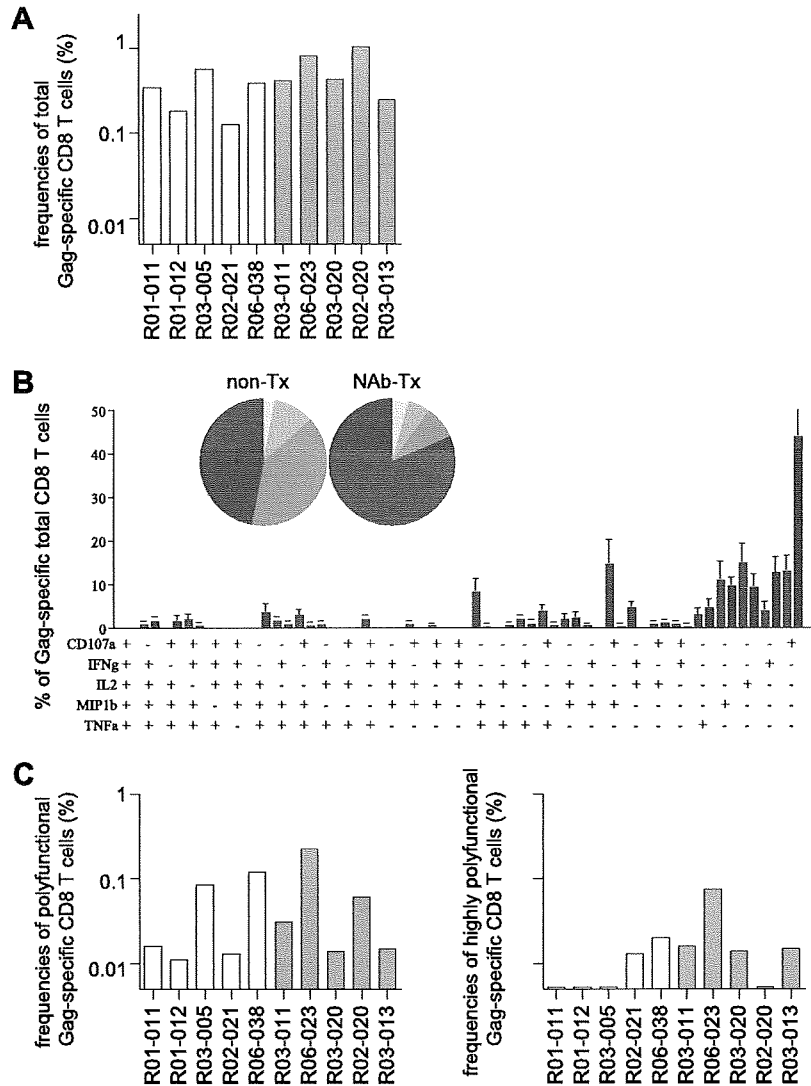 A
frequencies of total
Gag-specific CD8 T cells (%)
1
0.1
0.01
R01-011
R01-012
R03-005
R02-021
R06-038
R03-011
R06-023
R03-020
R02-020
R03-013
B
% of Gag-specific total CD8 T cells
non-Tx
NAb-Tx
50
40
30
20
10
0
CD107a + - + + + + - - + - + + - + + + - - - + - - + - + + - - - - +
IFNg + + - + + + - + - + - + + - + + - - + - - + - + - + - - - + -
IL2 + + + - + + + - - + + - + + - + - + - - + - - + + - - - + - -
MIP1b + + + + - + + + + - - - + + + - + - - - + + + - - - - + - - -
TNFa + + + + + - + + + + + + - - - - + + + + - - - - - - + - - - -
C
frequencies of polyfunctional
Gag-specific CD8 T cells (%)
1
0.1
0.01
R01-011
R01-012
R03-005
R02-021
R06-038
R03-011
R06-023
R03-020
R02-020
R03-013
frequencies of highly polyfunctional
Gag-specific CD8 T cells (%)
R01-011
R01-012
R03-005
R02-021
R06-038
R03-011
R06-023
R03-020
R02-020
R03-013